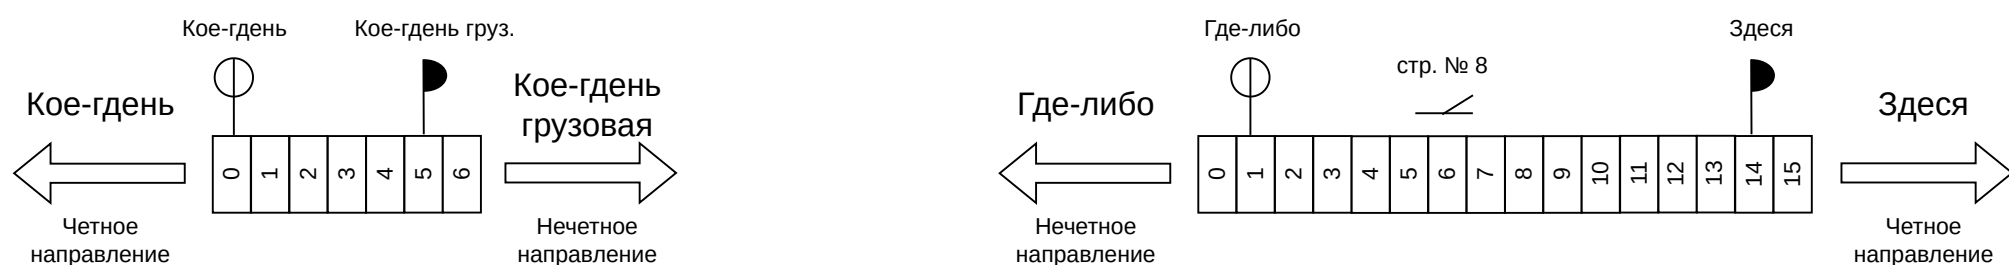 Кое-гдень
Кое-гдень груз.
Кое-гдень
Кое-гдень
грузовая
0 1 2 3 4 5 6
Четное
направление
Нечетное
направление
Где-либо
стр. № 8
Здеся
Где-либо
Здеся
0 1 2 3 4 5 6 7 8 9 10 11 12 13 14 15
Нечетное
направление
Четное
направление